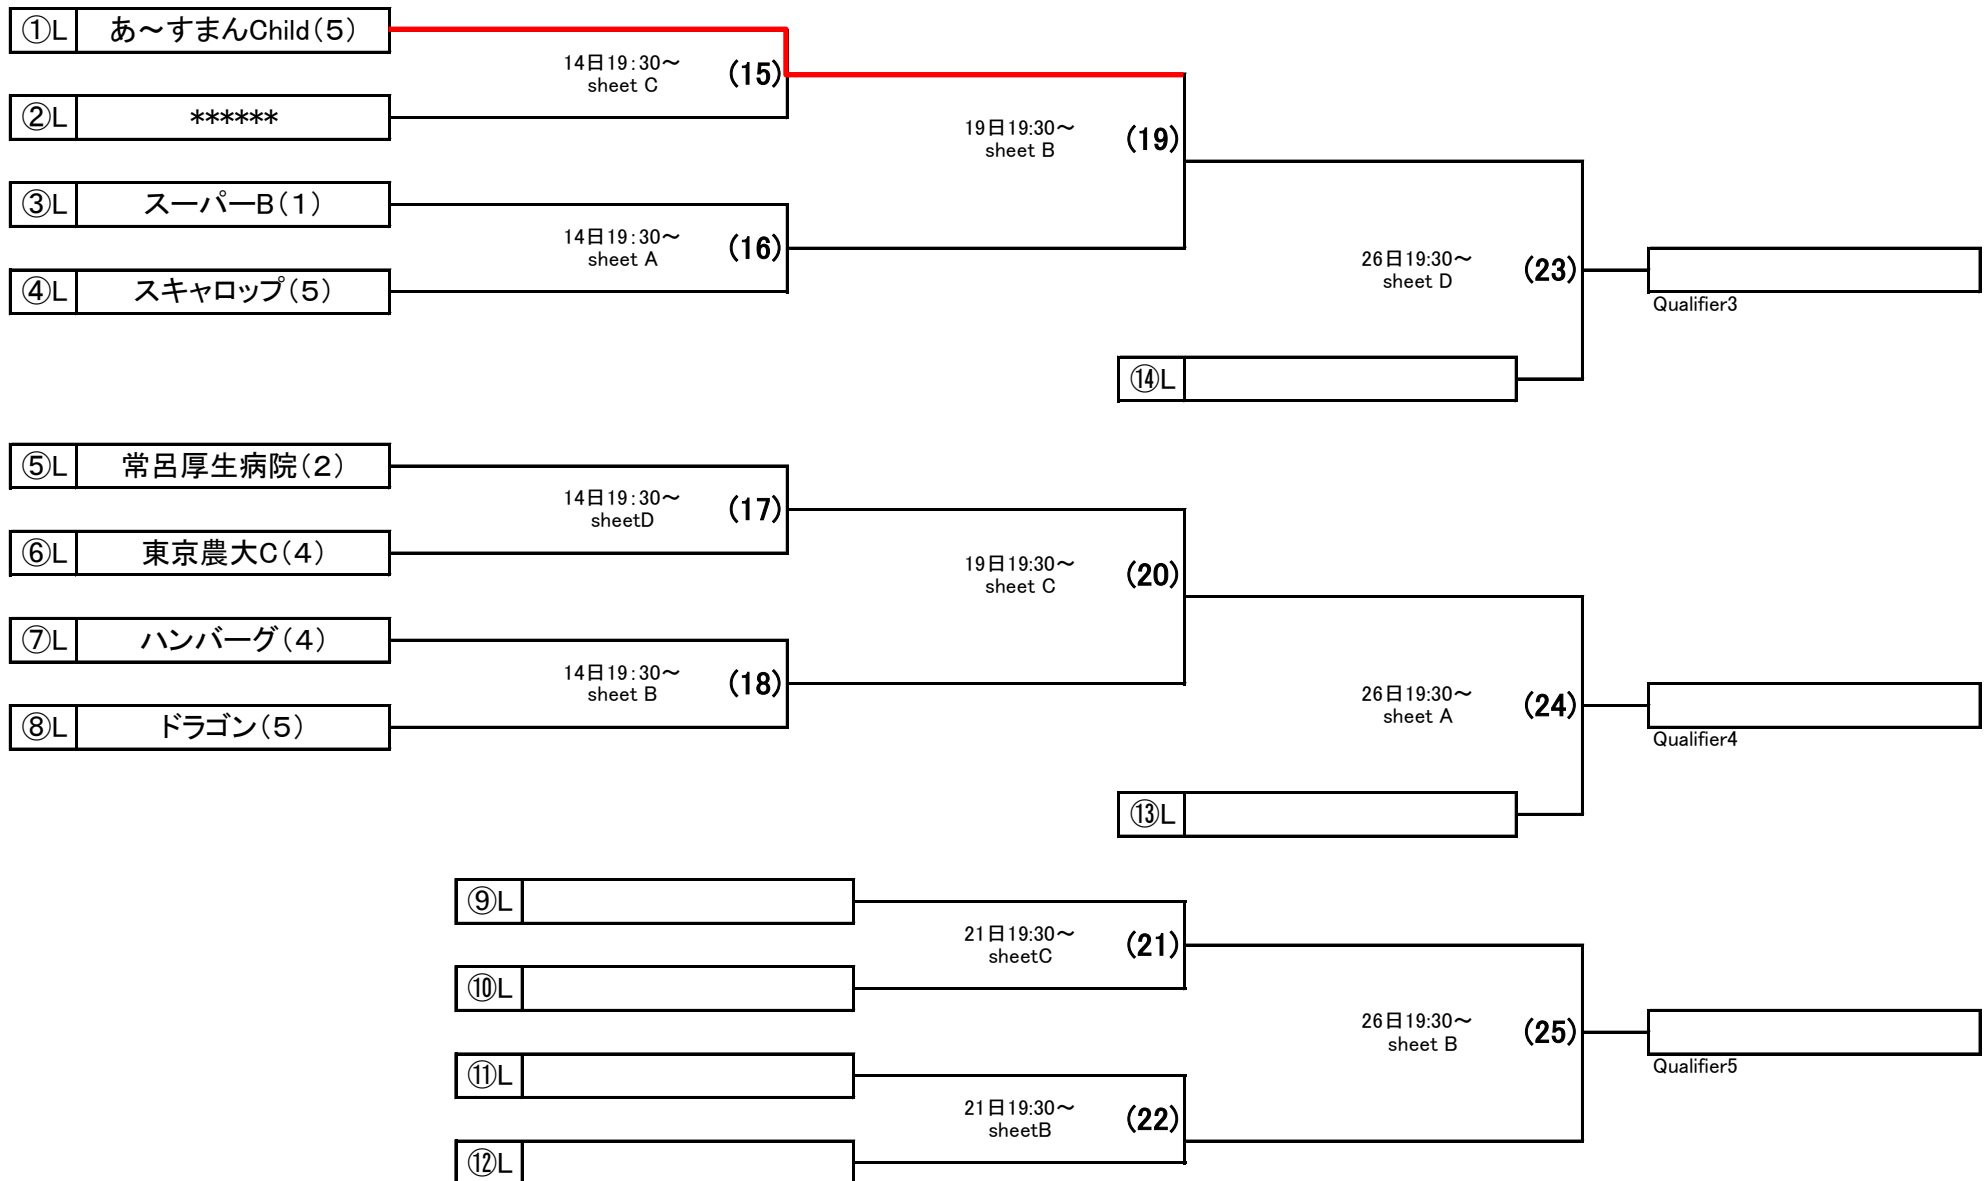 ①L あ～すまんChild（5）
14日19：30～
sheet C
(15)
②L ******
19日19:30～
sheet B
(19)
③L スーパーB（1）
14日19：30～
sheet A
(16)
④L スキャロップ（5）
26日19:30～
sheet D
(23)
Qualifier3
⑭L
⑤L 常呂厚生病院（2）
14日19：30～
sheetD
(17)
⑥L 東京農大C（4）
19日19:30～
sheet C
(20)
⑦L ハンバーグ（4）
14日19：30～
sheet B
(18)
⑧L ドラゴン（5）
26日19:30～
sheet A
(24)
Qualifier4
⑬L
⑨L
21日19:30～
sheetC
(21)
⑩L
26日19:30～
sheet B
(25)
Qualifier5
⑪L
21日19:30～
sheetB
(22)
⑫L